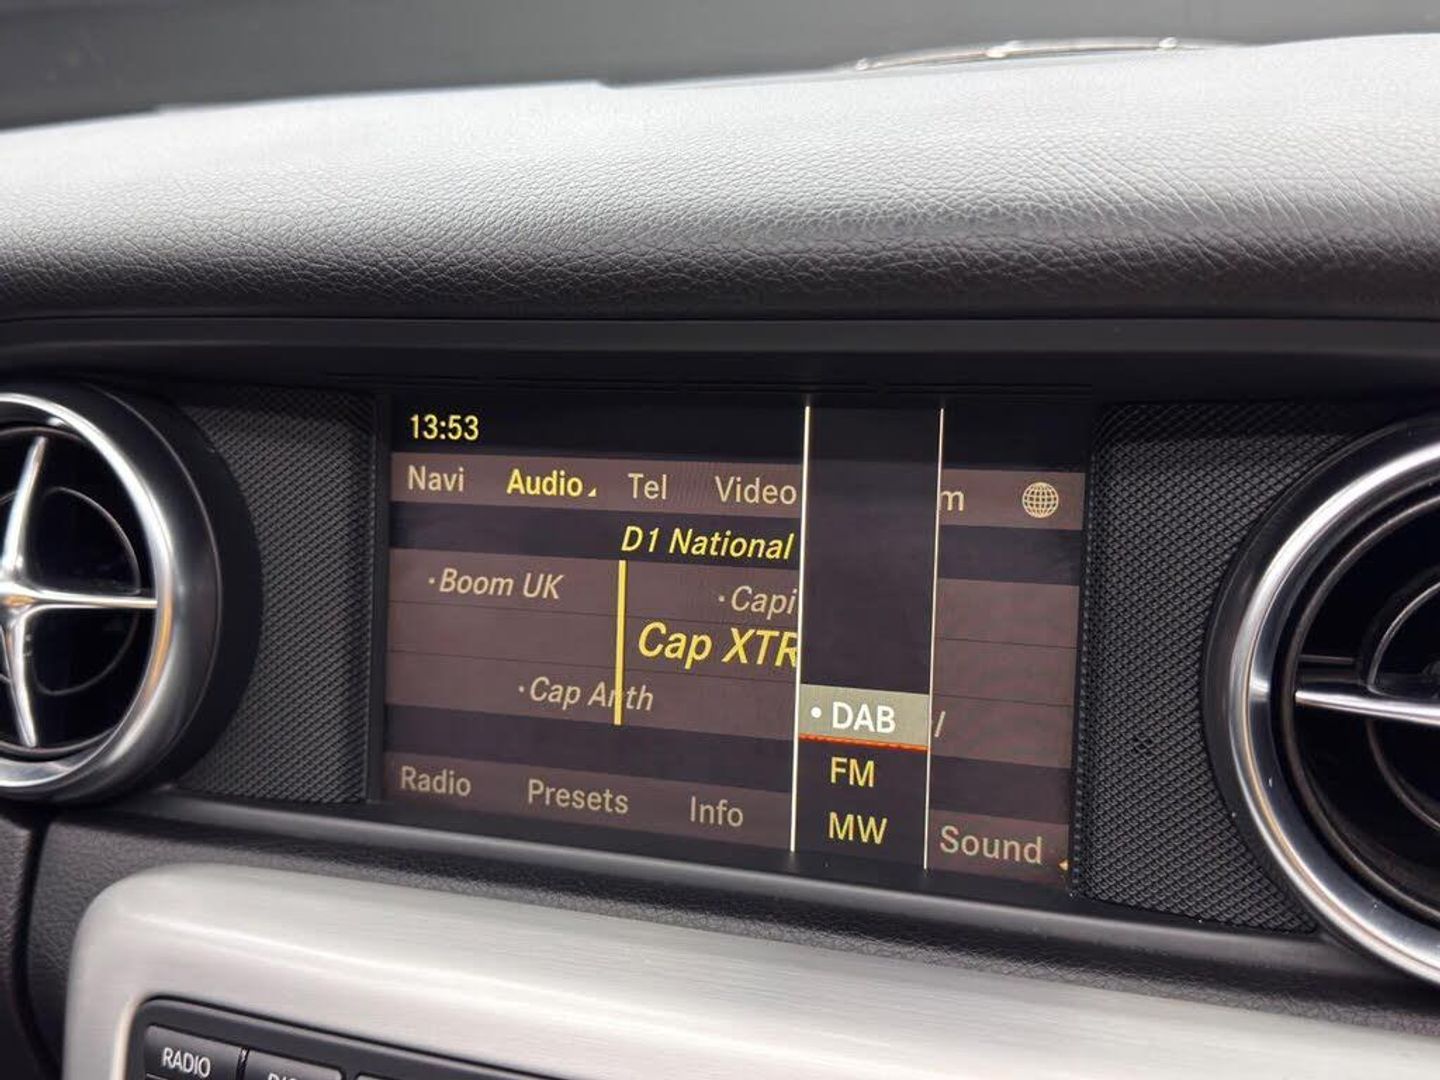 13:53
Navi Audio Tel Video m
D1 National
·Boom UK ·Capi
Cap XTR
·Cap Anth
• DAB
FM
MW
Radio Presets Info Sound
RADIO